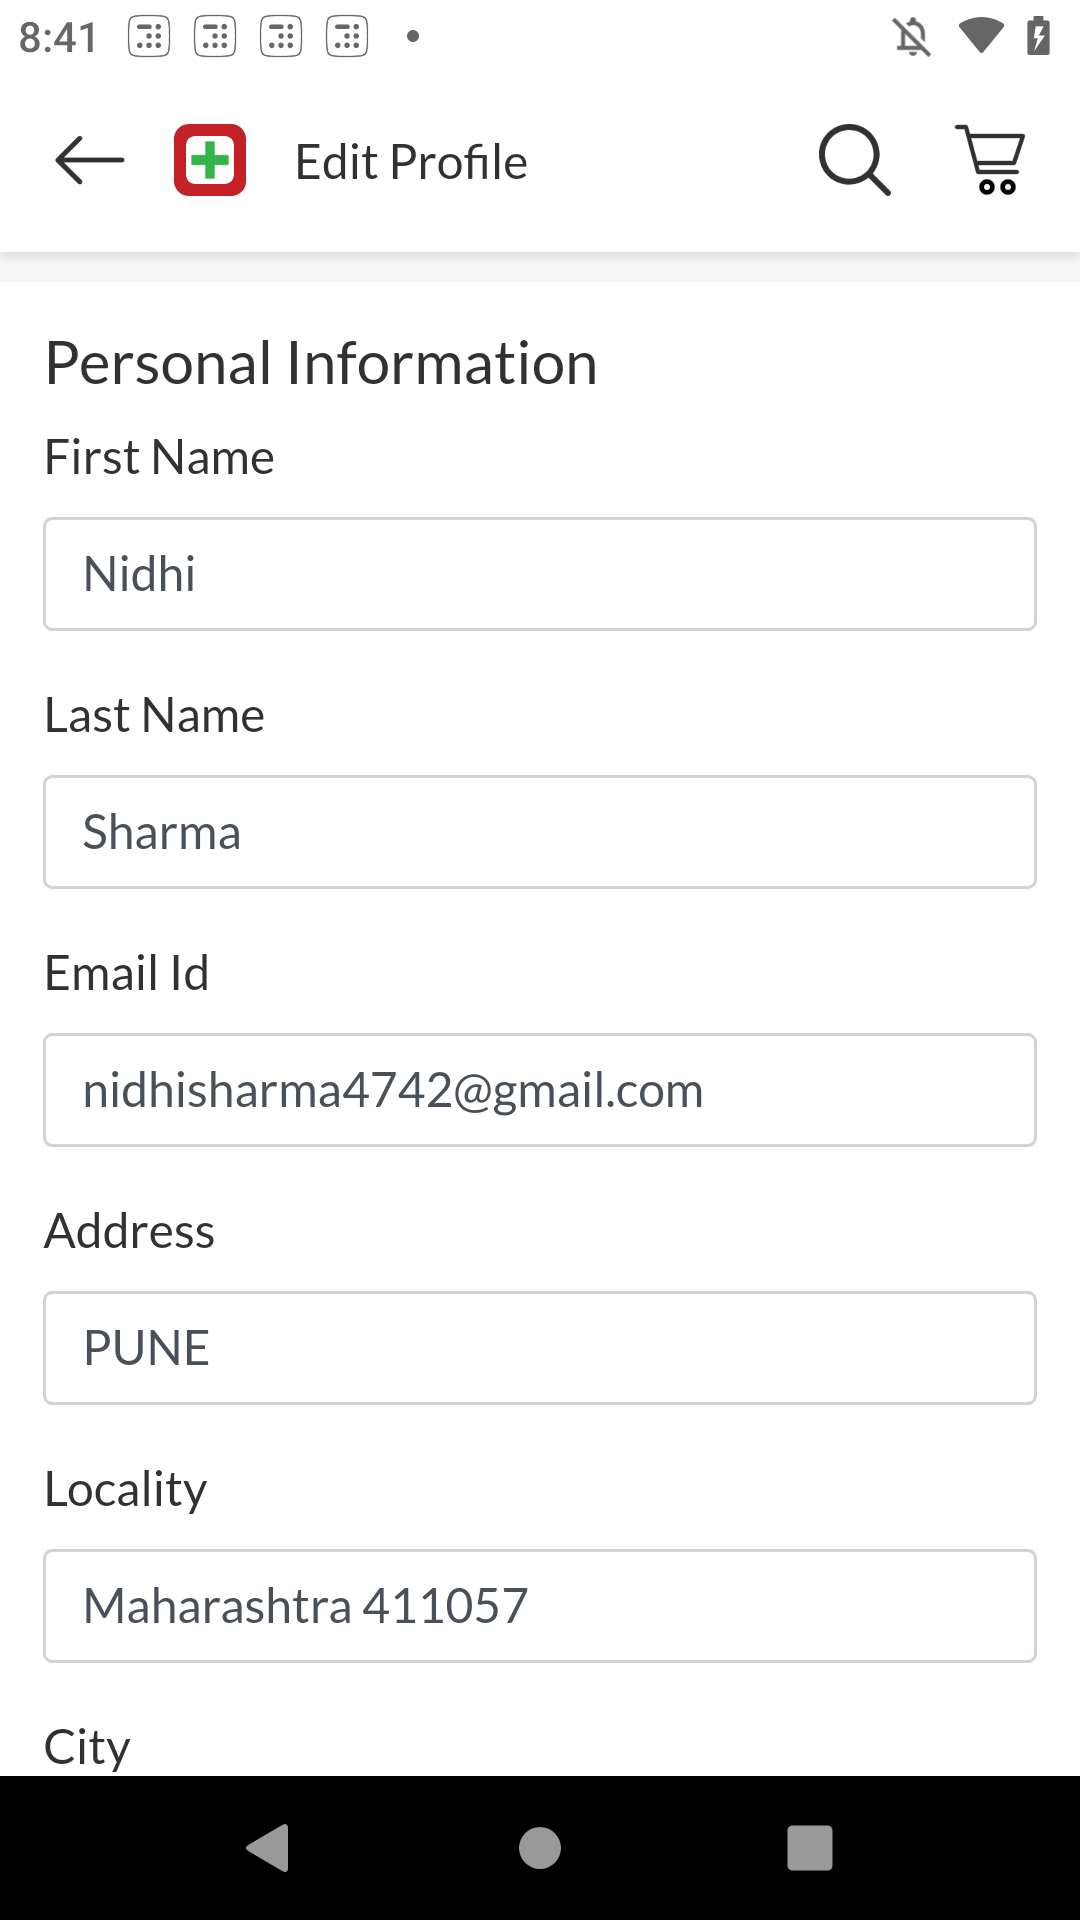 8:41
Edit Profile
Personal Information
First Name
Nidhi
Last Name
Sharma
Email Id
nidhisharma4742@gmail.com
Address
PUNE
Locality
Maharashtra 411057
City